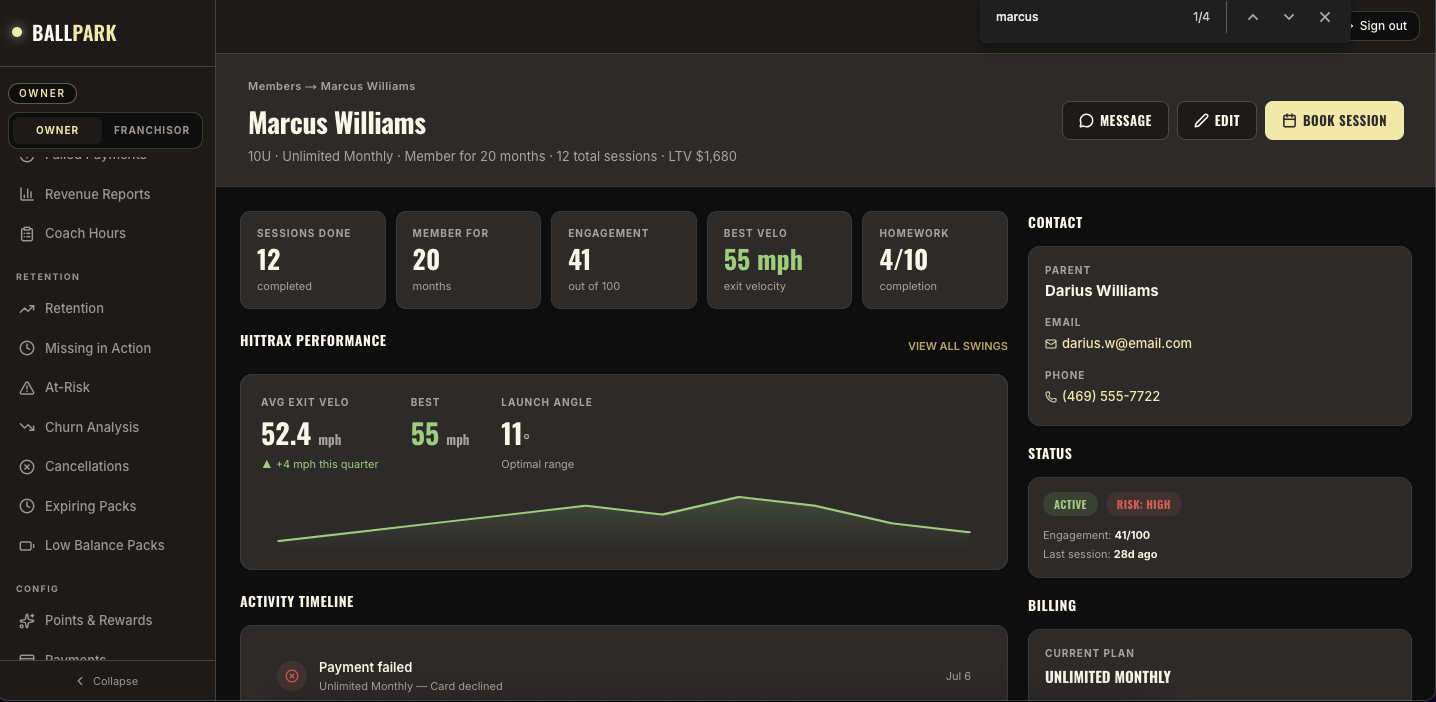 BALLPARK
OWNER
OWNER FRANCHISOR
Failed Payments
Revenue Reports
Coach Hours
RETENTION
Retention
Missing in Action
At-Risk
Churn Analysis
Cancellations
Expiring Packs
Low Balance Packs
CONFIG
Points & Rewards
Payments
Collapse
marcus 1/4
Sign out
Members → Marcus Williams
Marcus Williams
10U · Unlimited Monthly · Member for 20 months · 12 total sessions · LTV $1,680
MESSAGE EDIT BOOK SESSION
SESSIONS DONE
12
completed
MEMBER FOR
20
months
ENGAGEMENT
41
out of 100
BEST VELO
55 mph
exit velocity
HOMEWORK
4/10
completion
HITTRAX PERFORMANCE
VIEW ALL SWINGS
AVG EXIT VELO
52.4 mph
▲ +4 mph this quarter
BEST
55 mph
LAUNCH ANGLE
11°
Optimal range
ACTIVITY TIMELINE
Payment failed
Unlimited Monthly — Card declined
Jul 6
CONTACT
PARENT
Darius Williams
EMAIL
darius.w@email.com
PHONE
(469) 555-7722
STATUS
ACTIVE RISK: HIGH
Engagement: 41/100
Last session: 28d ago
BILLING
CURRENT PLAN
UNLIMITED MONTHLY